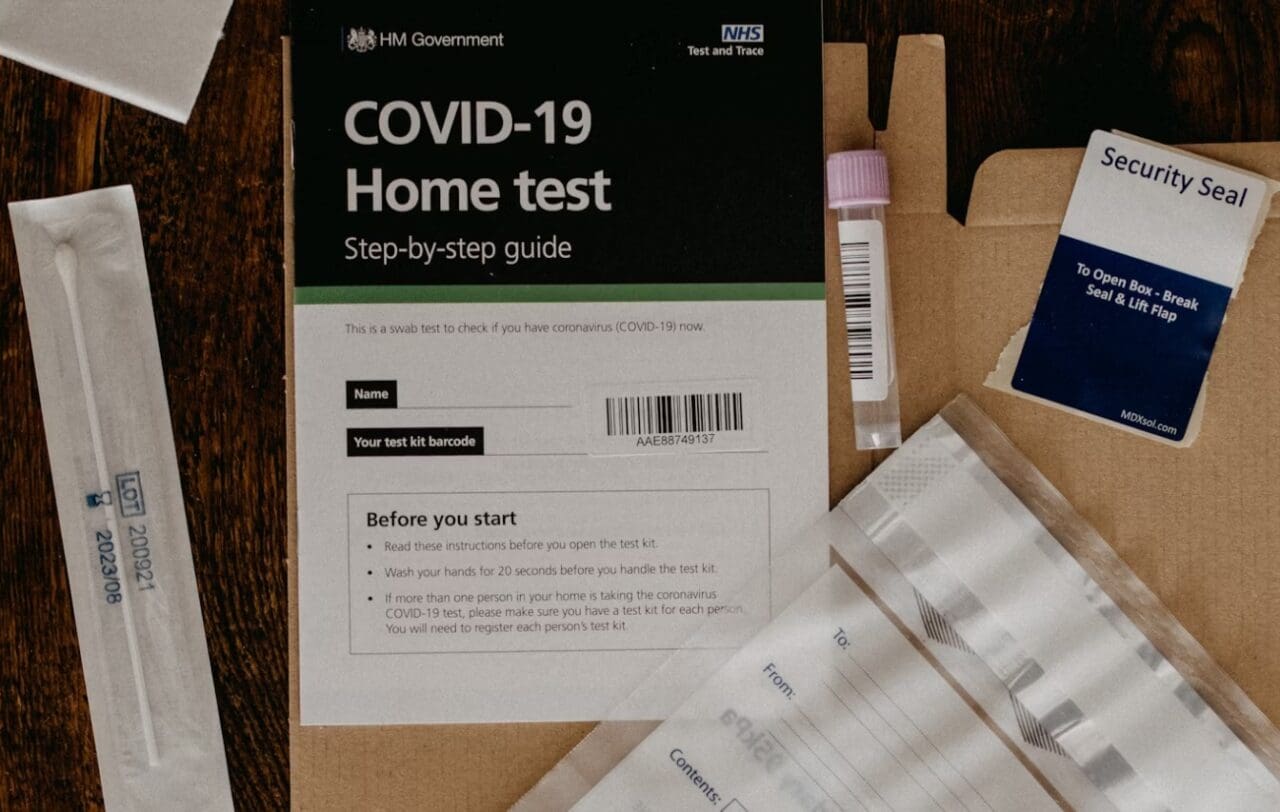 HM Government
NHS
Test and Trace
COVID-19
Home test
Step-by-step guide
This is a swab test to check if you have coronavirus (COVID-19) now.
Name
Your test kit barcode
AAE88749137
Before you start
• Read these instructions before you open the test kit.
• Wash your hands for 20 seconds before you handle the test kit.
• If more than one person in your home is taking the coronavirus
COVID-19 test, please make sure you have a test kit for each person.
You will need to register each person's test kit.
LOT 200921
2023/08
Security Seal
To Open Box - Break
Seal & Lift Flap
MDXsol.com
To:
From:
Contents:
95kPa